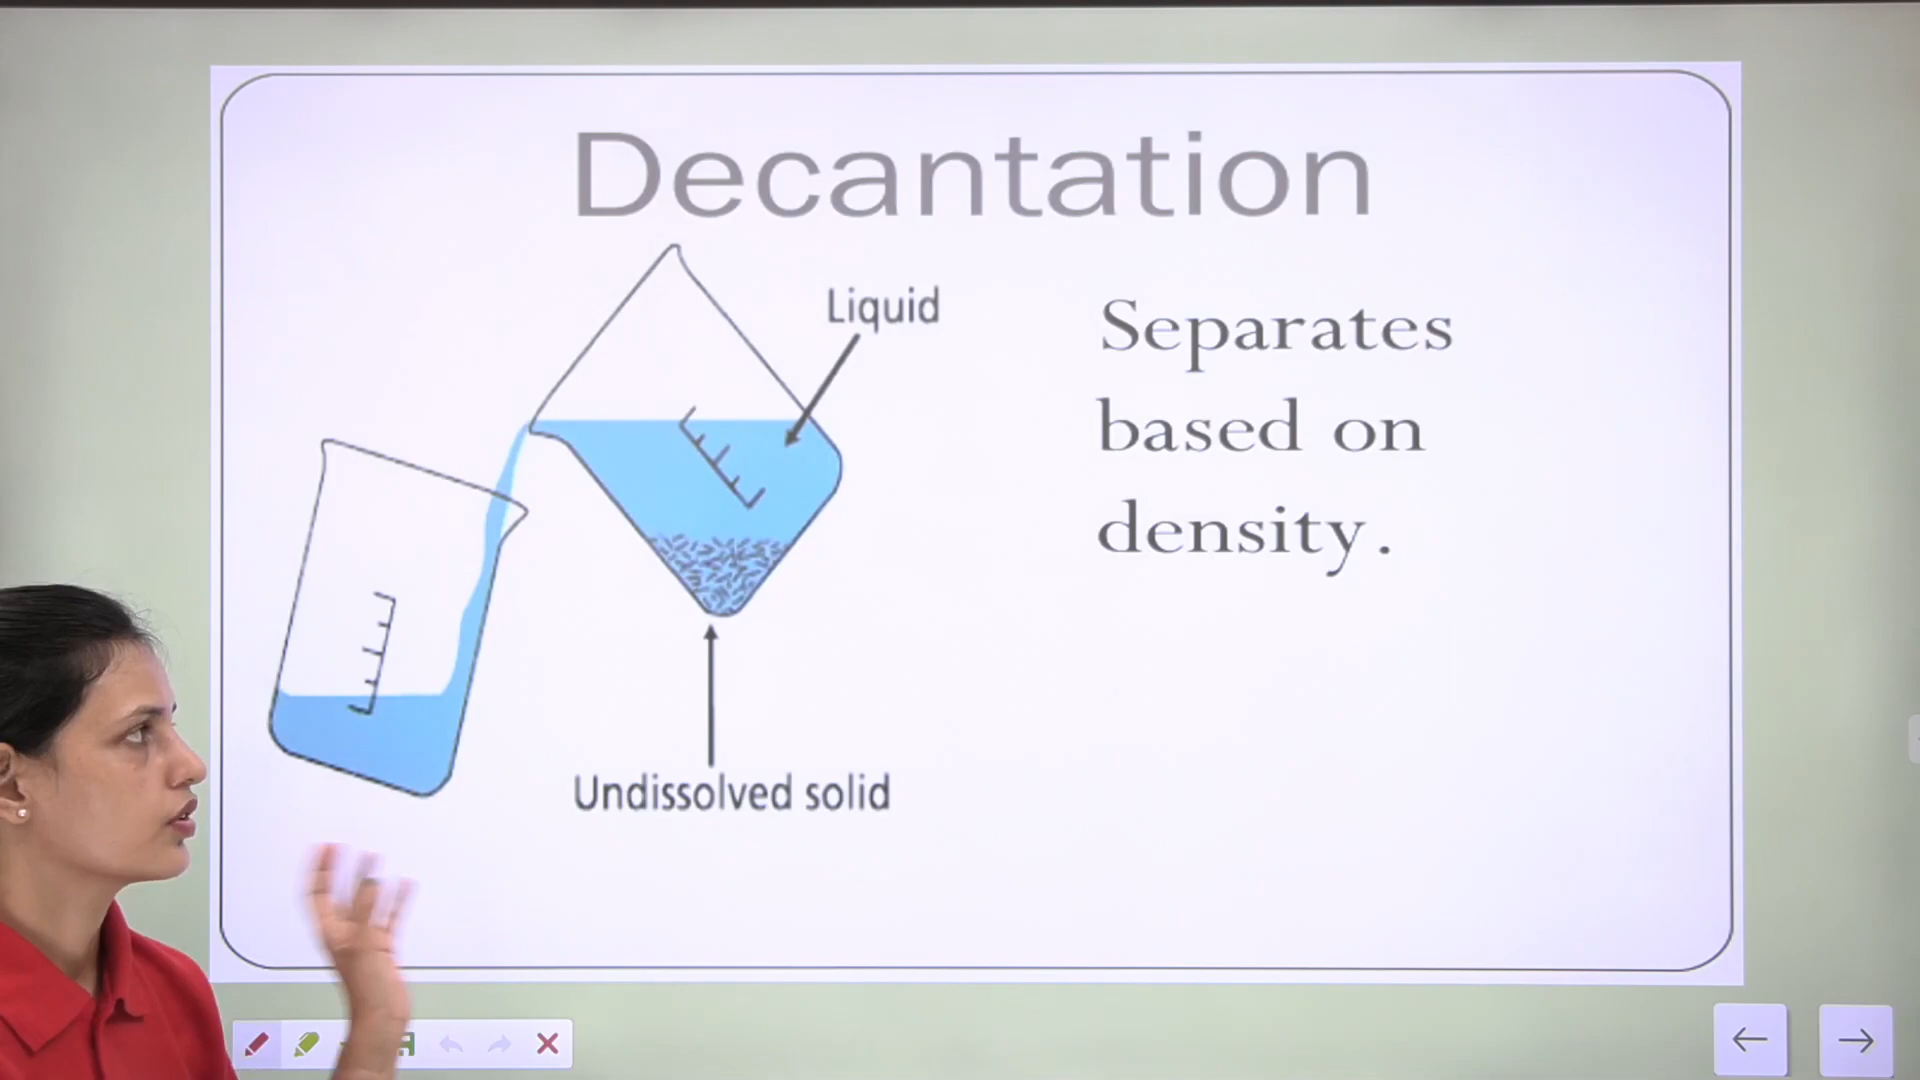 Decantation
Liquid
Separates
based on
density.
Undissolved solid